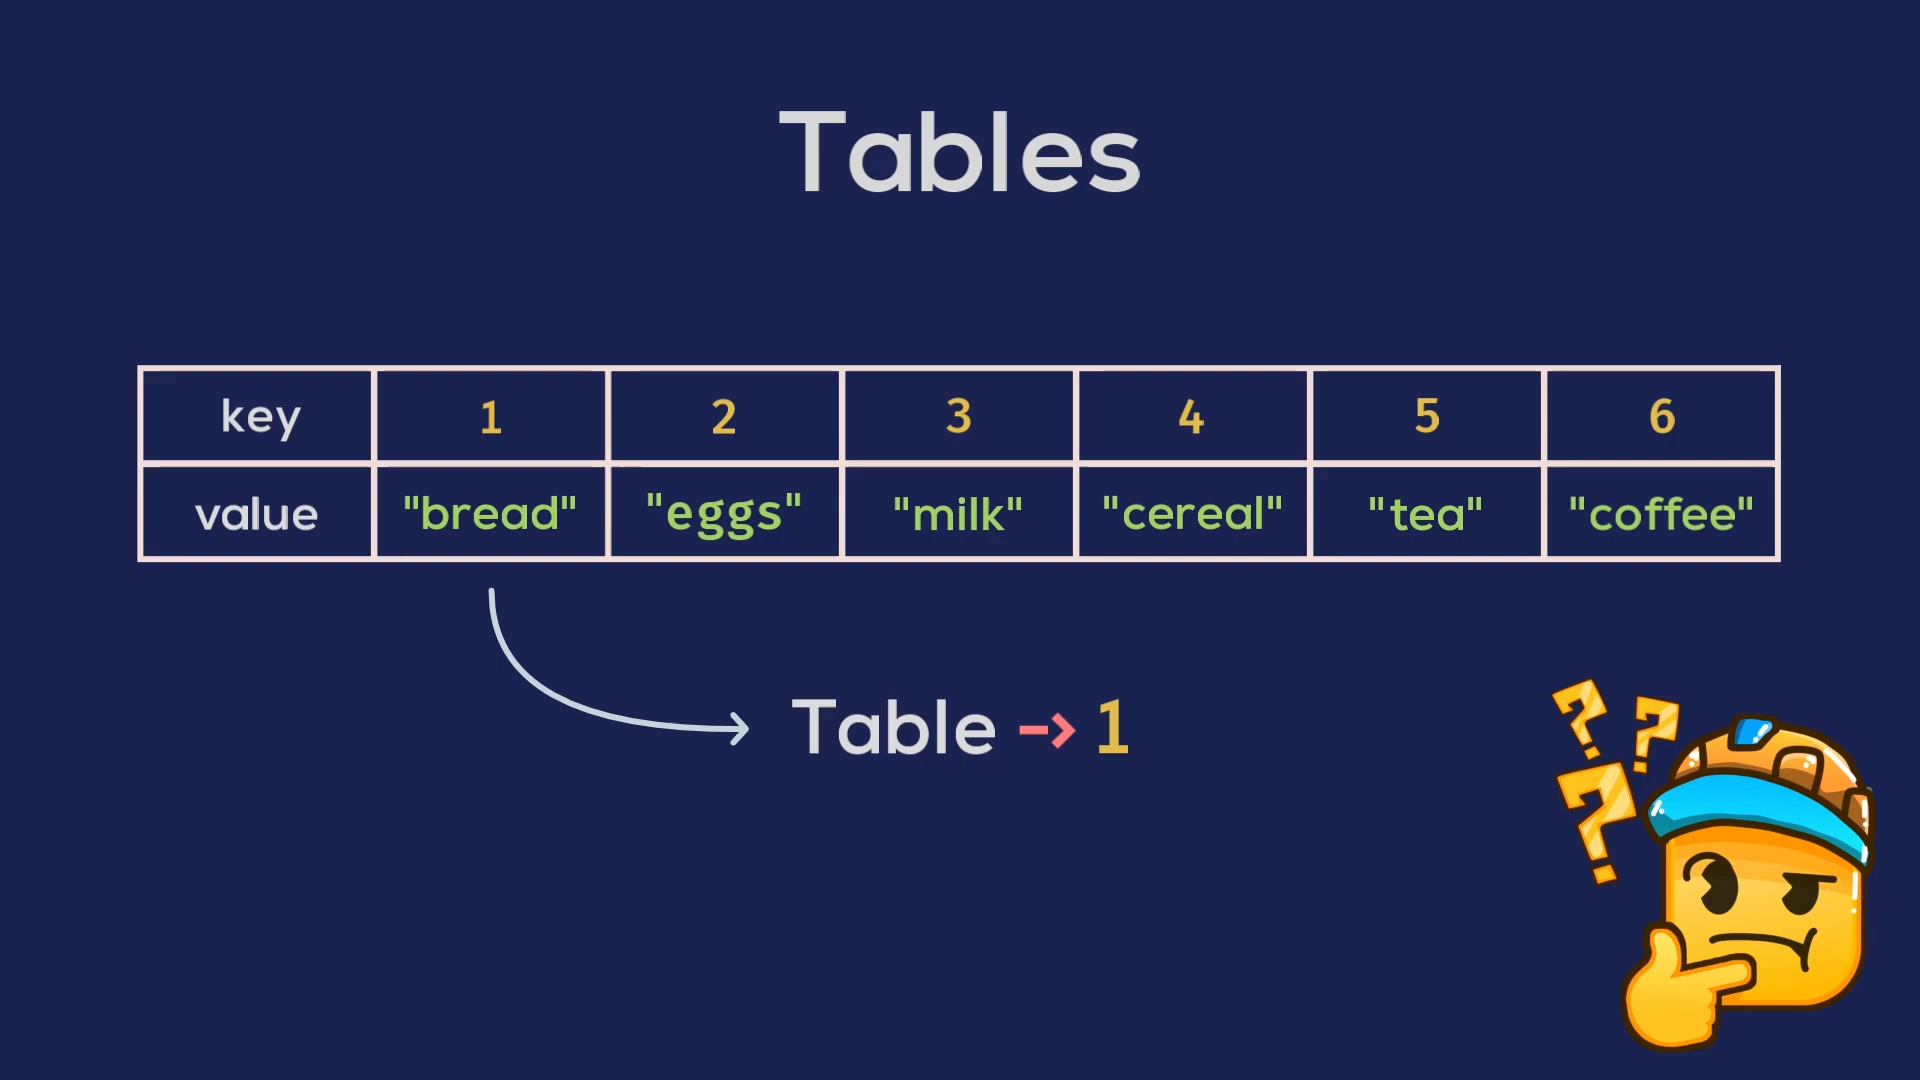 Tables
key 1 2 3 4 5 6
value "bread" "eggs" "milk" "cereal" "tea" "coffee"
Table -> 1
? ? ?